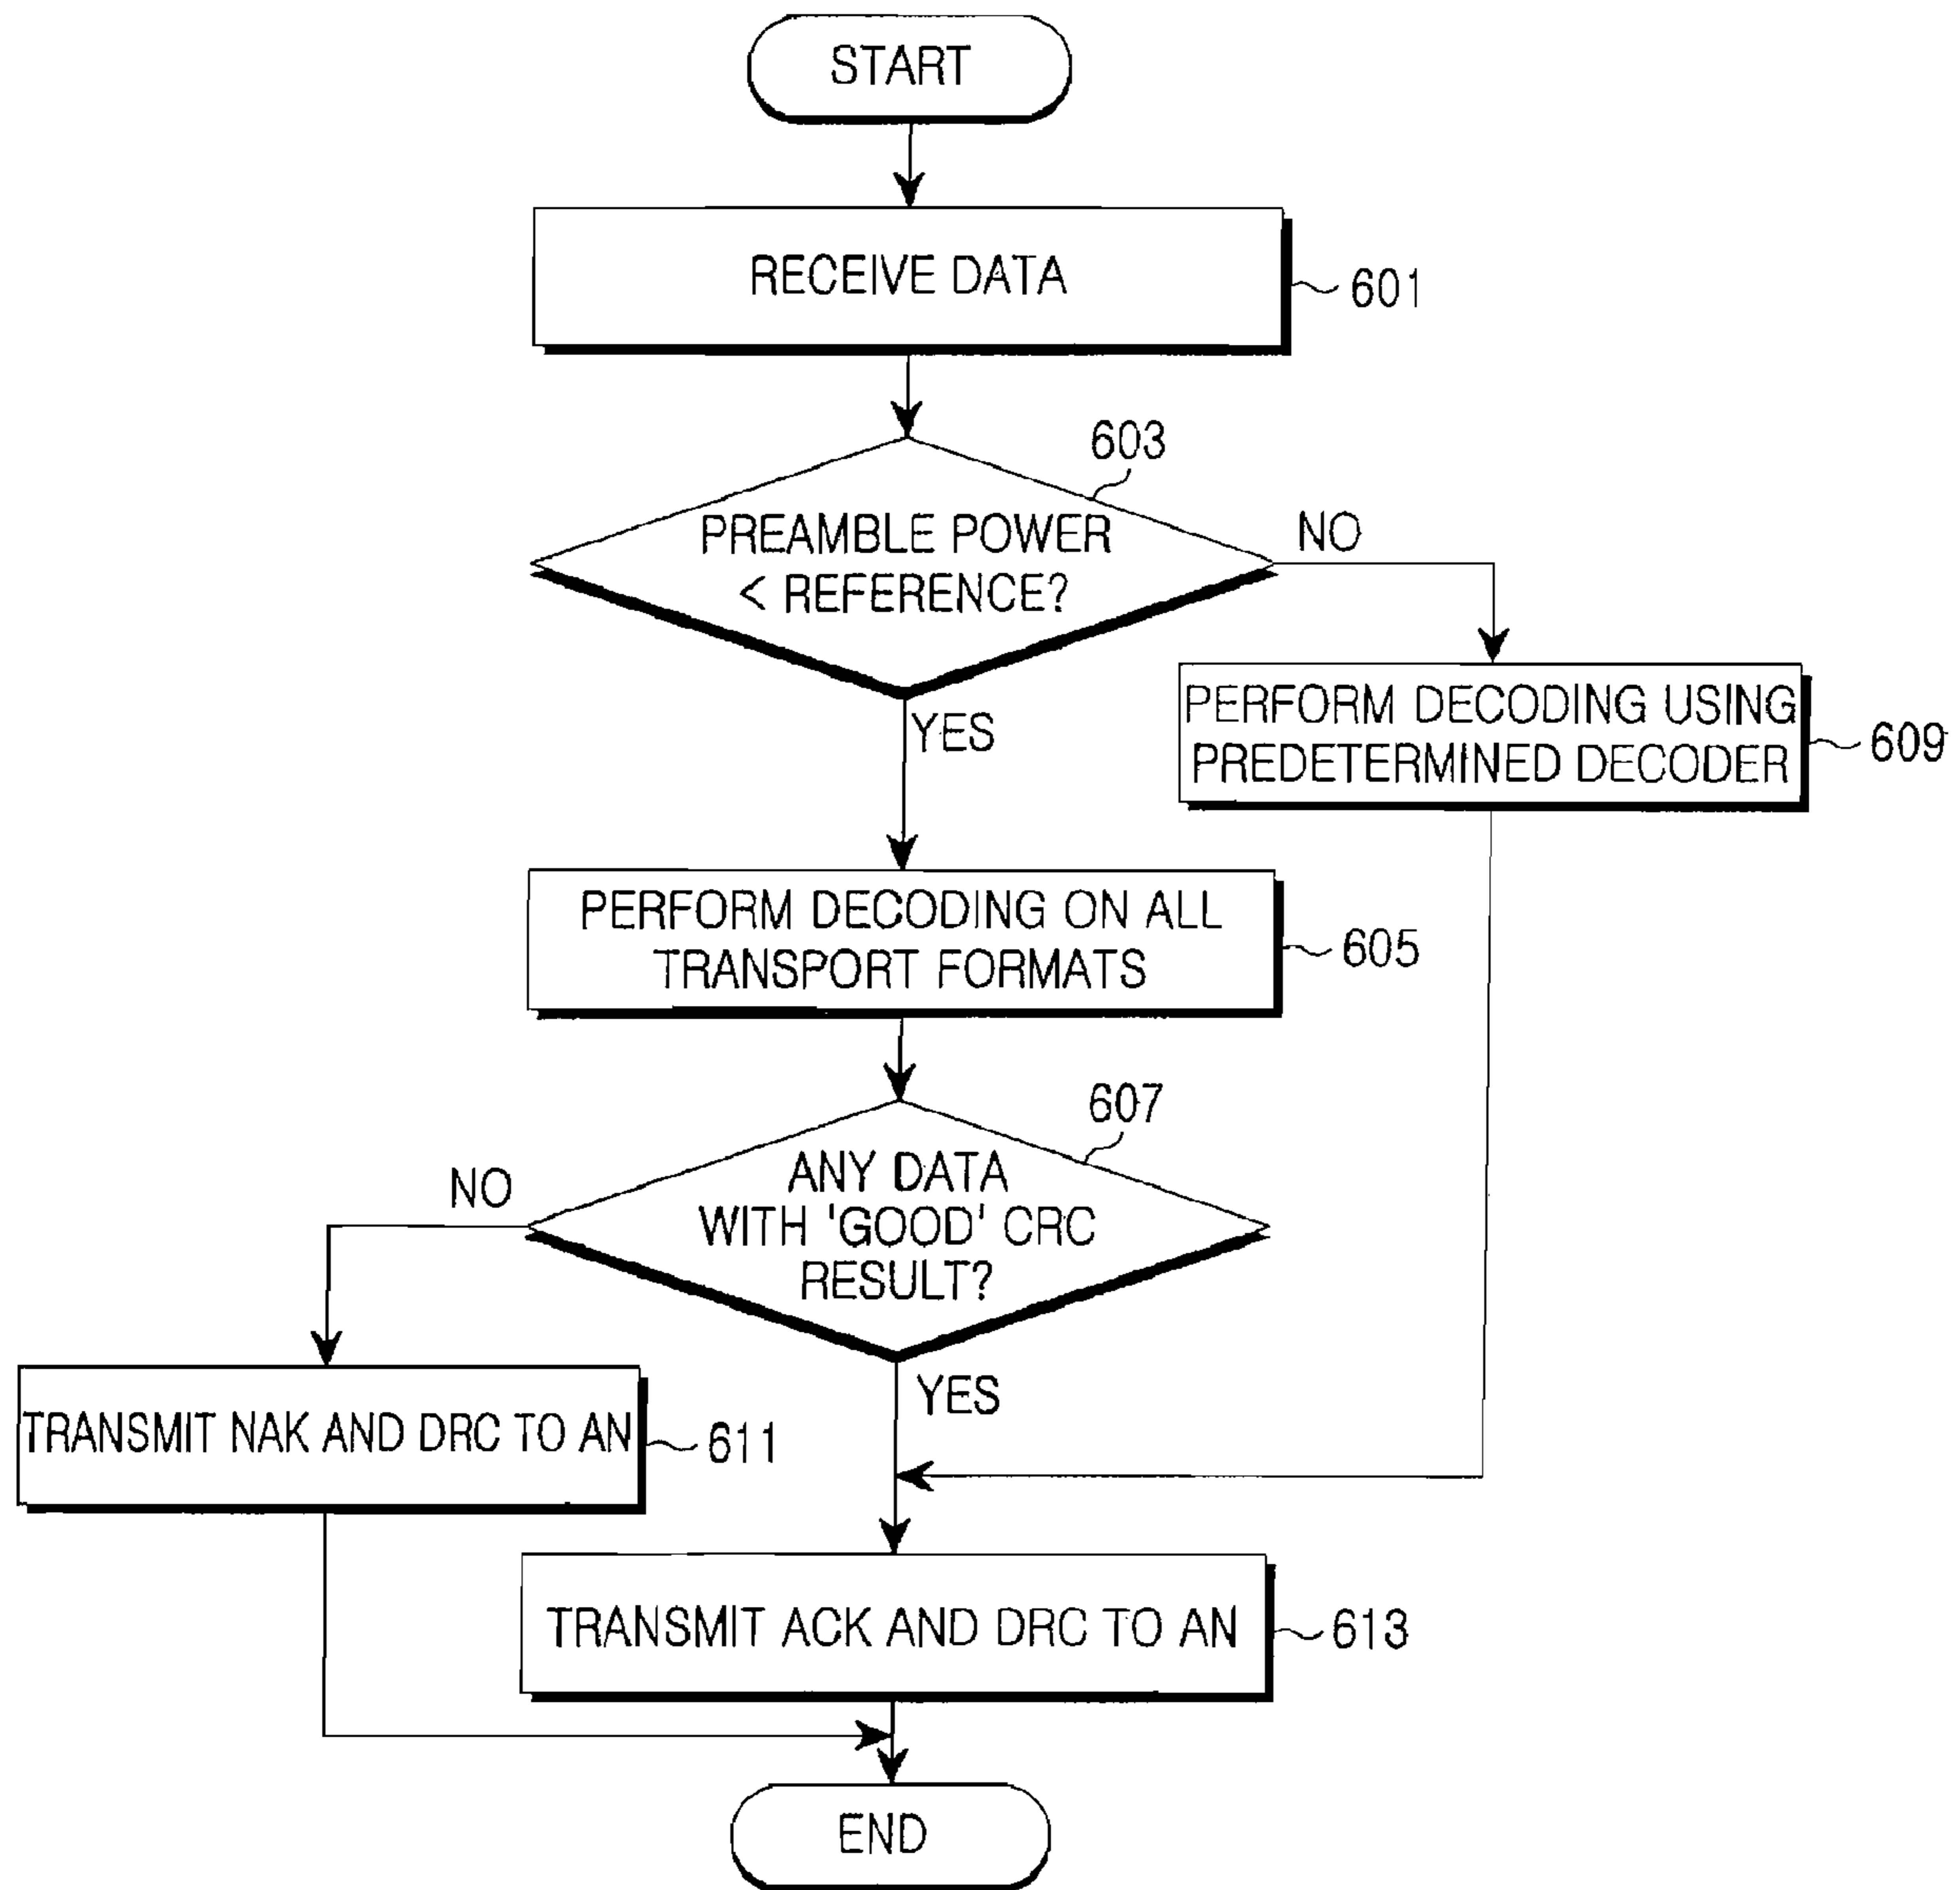 START
RECEIVE DATA
601
603
PREAMBLE POWER
< REFERENCE?
NO
YES
PERFORM DECODING USING
PREDETERMINED DECODER
609
PERFORM DECODING ON ALL
TRANSPORT FORMATS
605
607
ANY DATA
WITH 'GOOD' CRC
RESULT?
NO
YES
TRANSMIT NAK AND DRC TO AN
611
TRANSMIT ACK AND DRC TO AN
613
END